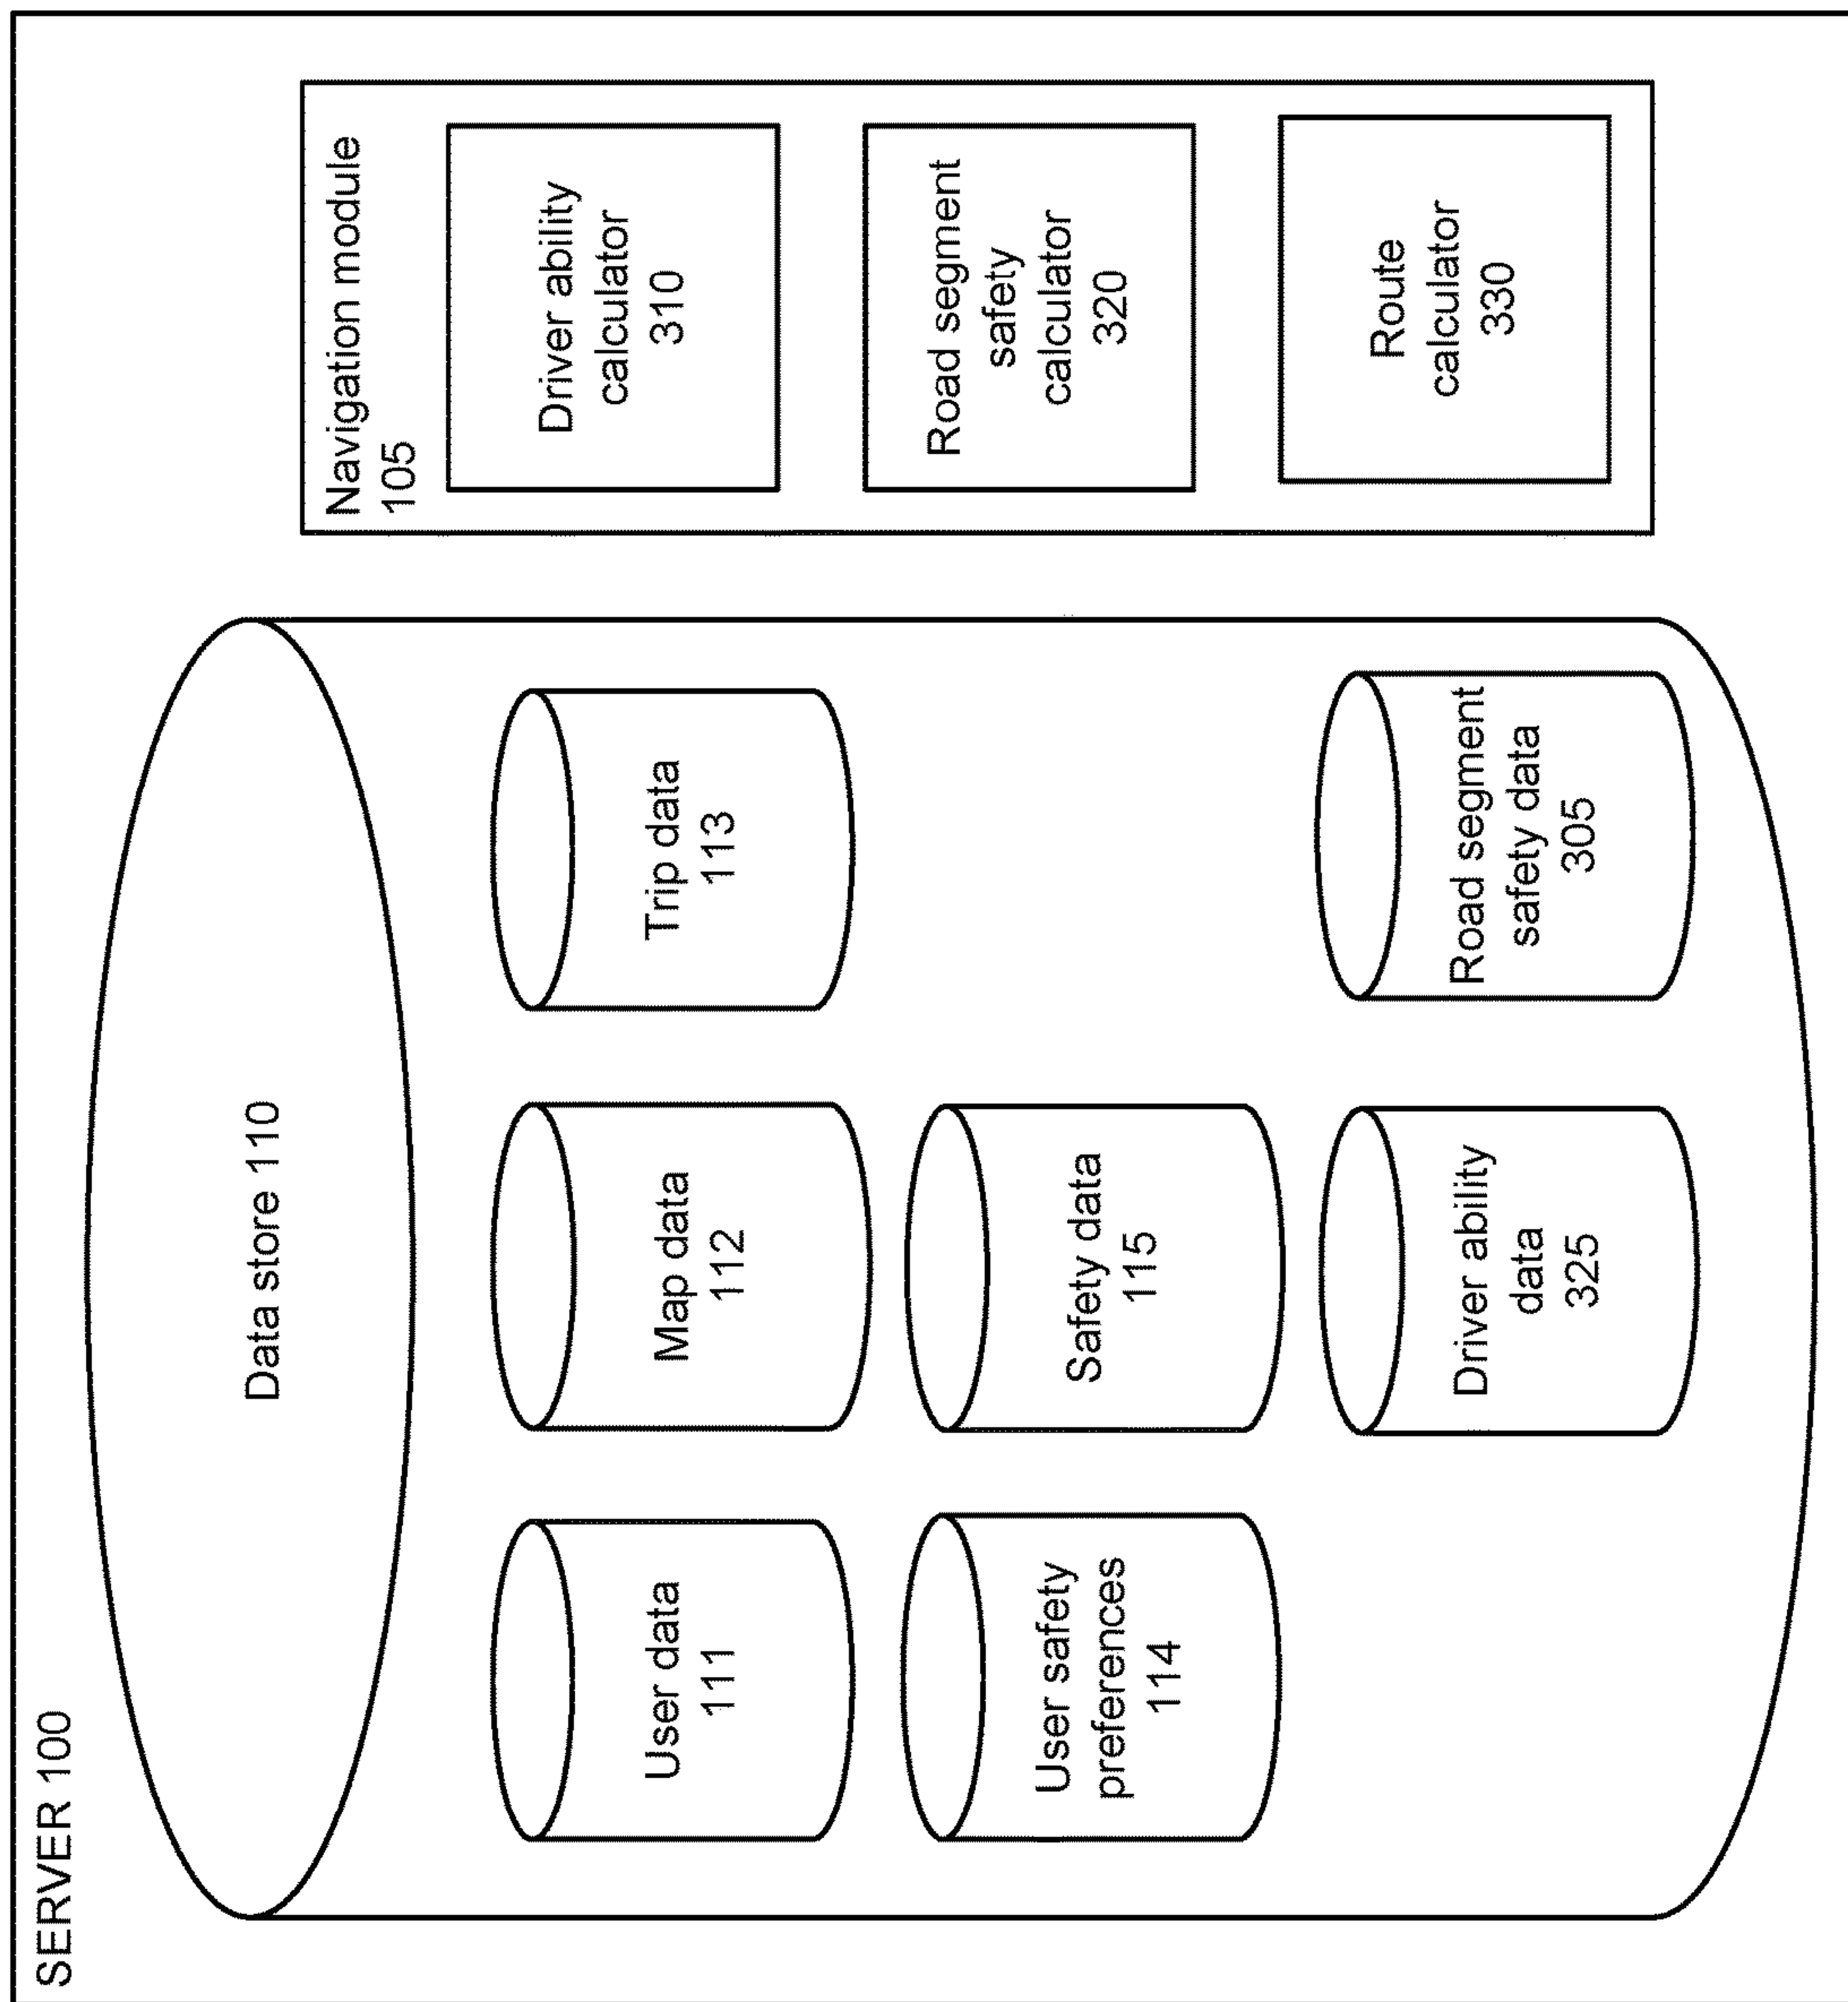 SERVER 100
Data store 110
User data
111
Map data
112
Trip data
113
User safety
preferences
114
Safety data
115
Driver ability
data
325
Road segment
safety data
305
Navigation module
105
Driver ability
calculator
310
Road segment
safety
calculator
320
Route
calculator
330